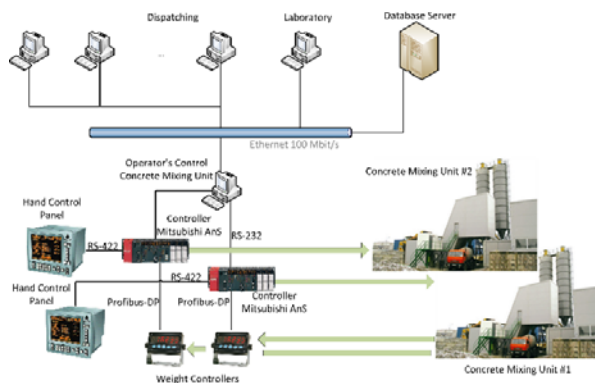 Dispatching
Laboratory
Database Server
...
Ethernet 100 Mbit/s
Operator's Control
Concrete Mixing Unit
Concrete Mixing Unit #2
Hand Control
Panel
RS-422
Controller
Mitsubishi AnS
RS-232
RS-422
Hand Control
Panel
Profibus-DP
Profibus-DP
Controller
Mitsubishi AnS
Weight Controllers
Concrete Mixing Unit #1